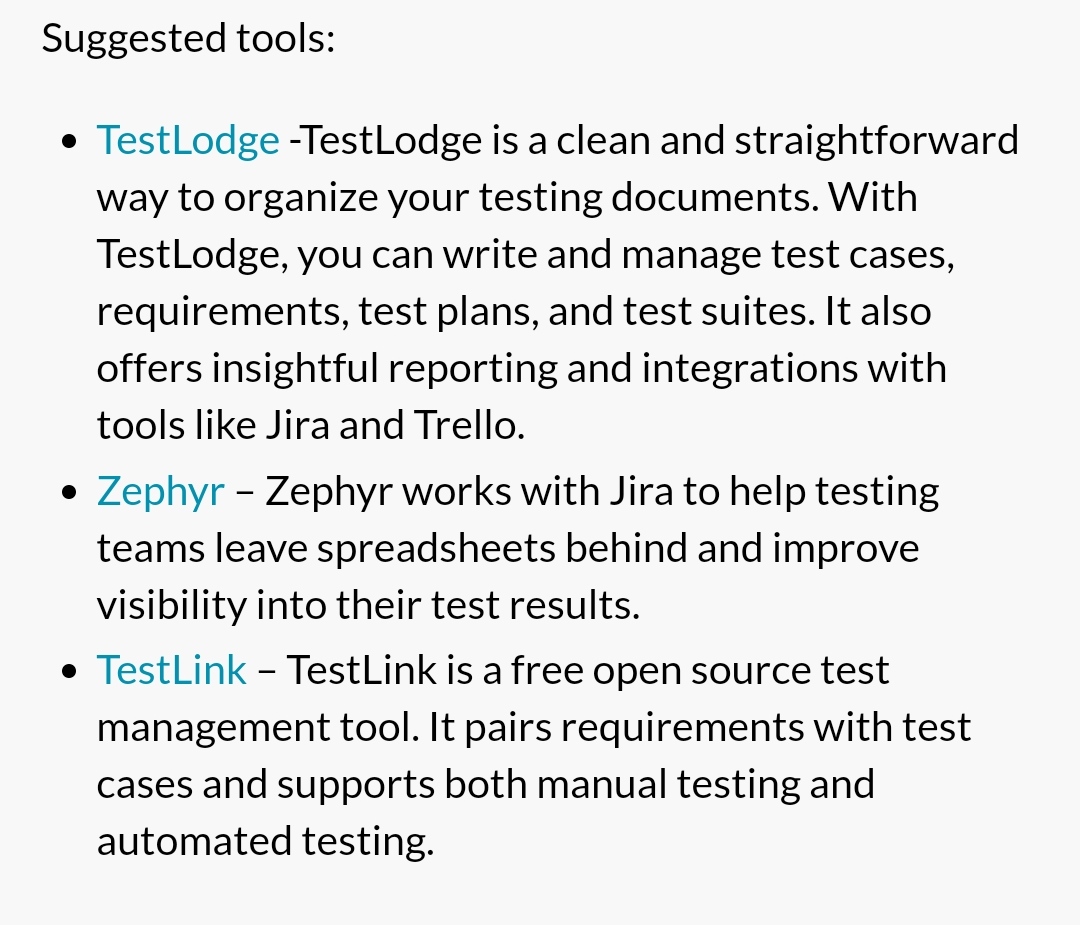 Suggested tools:
• TestLodge -TestLodge is a clean and straightforward
way to organize your testing documents. With
TestLodge, you can write and manage test cases,
requirements, test plans, and test suites. It also
offers insightful reporting and integrations with
tools like Jira and Trello.
• Zephyr – Zephyr works with Jira to help testing
teams leave spreadsheets behind and improve
visibility into their test results.
• TestLink – TestLink is a free open source test
management tool. It pairs requirements with test
cases and supports both manual testing and
automated testing.